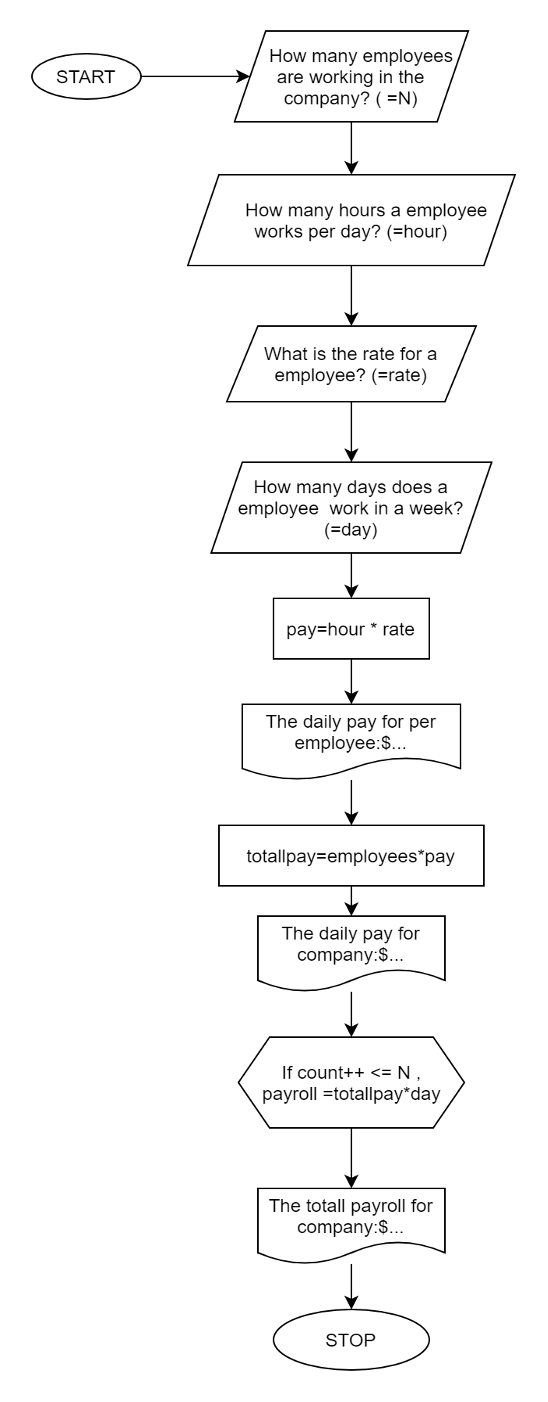 START
How many employees
are working in the
company? ( =N)
How many hours a employee
works per day? (=hour)
What is the rate for a
employee? (=rate)
How many days does a
employee  work in a week?
(=day)
pay=hour * rate
The daily pay for per
employee:$...
totallpay=employees*pay
The daily pay for
company:$...
If count++ <= N ,
payroll =totallpay*day
The totall payroll for
company:$...
STOP